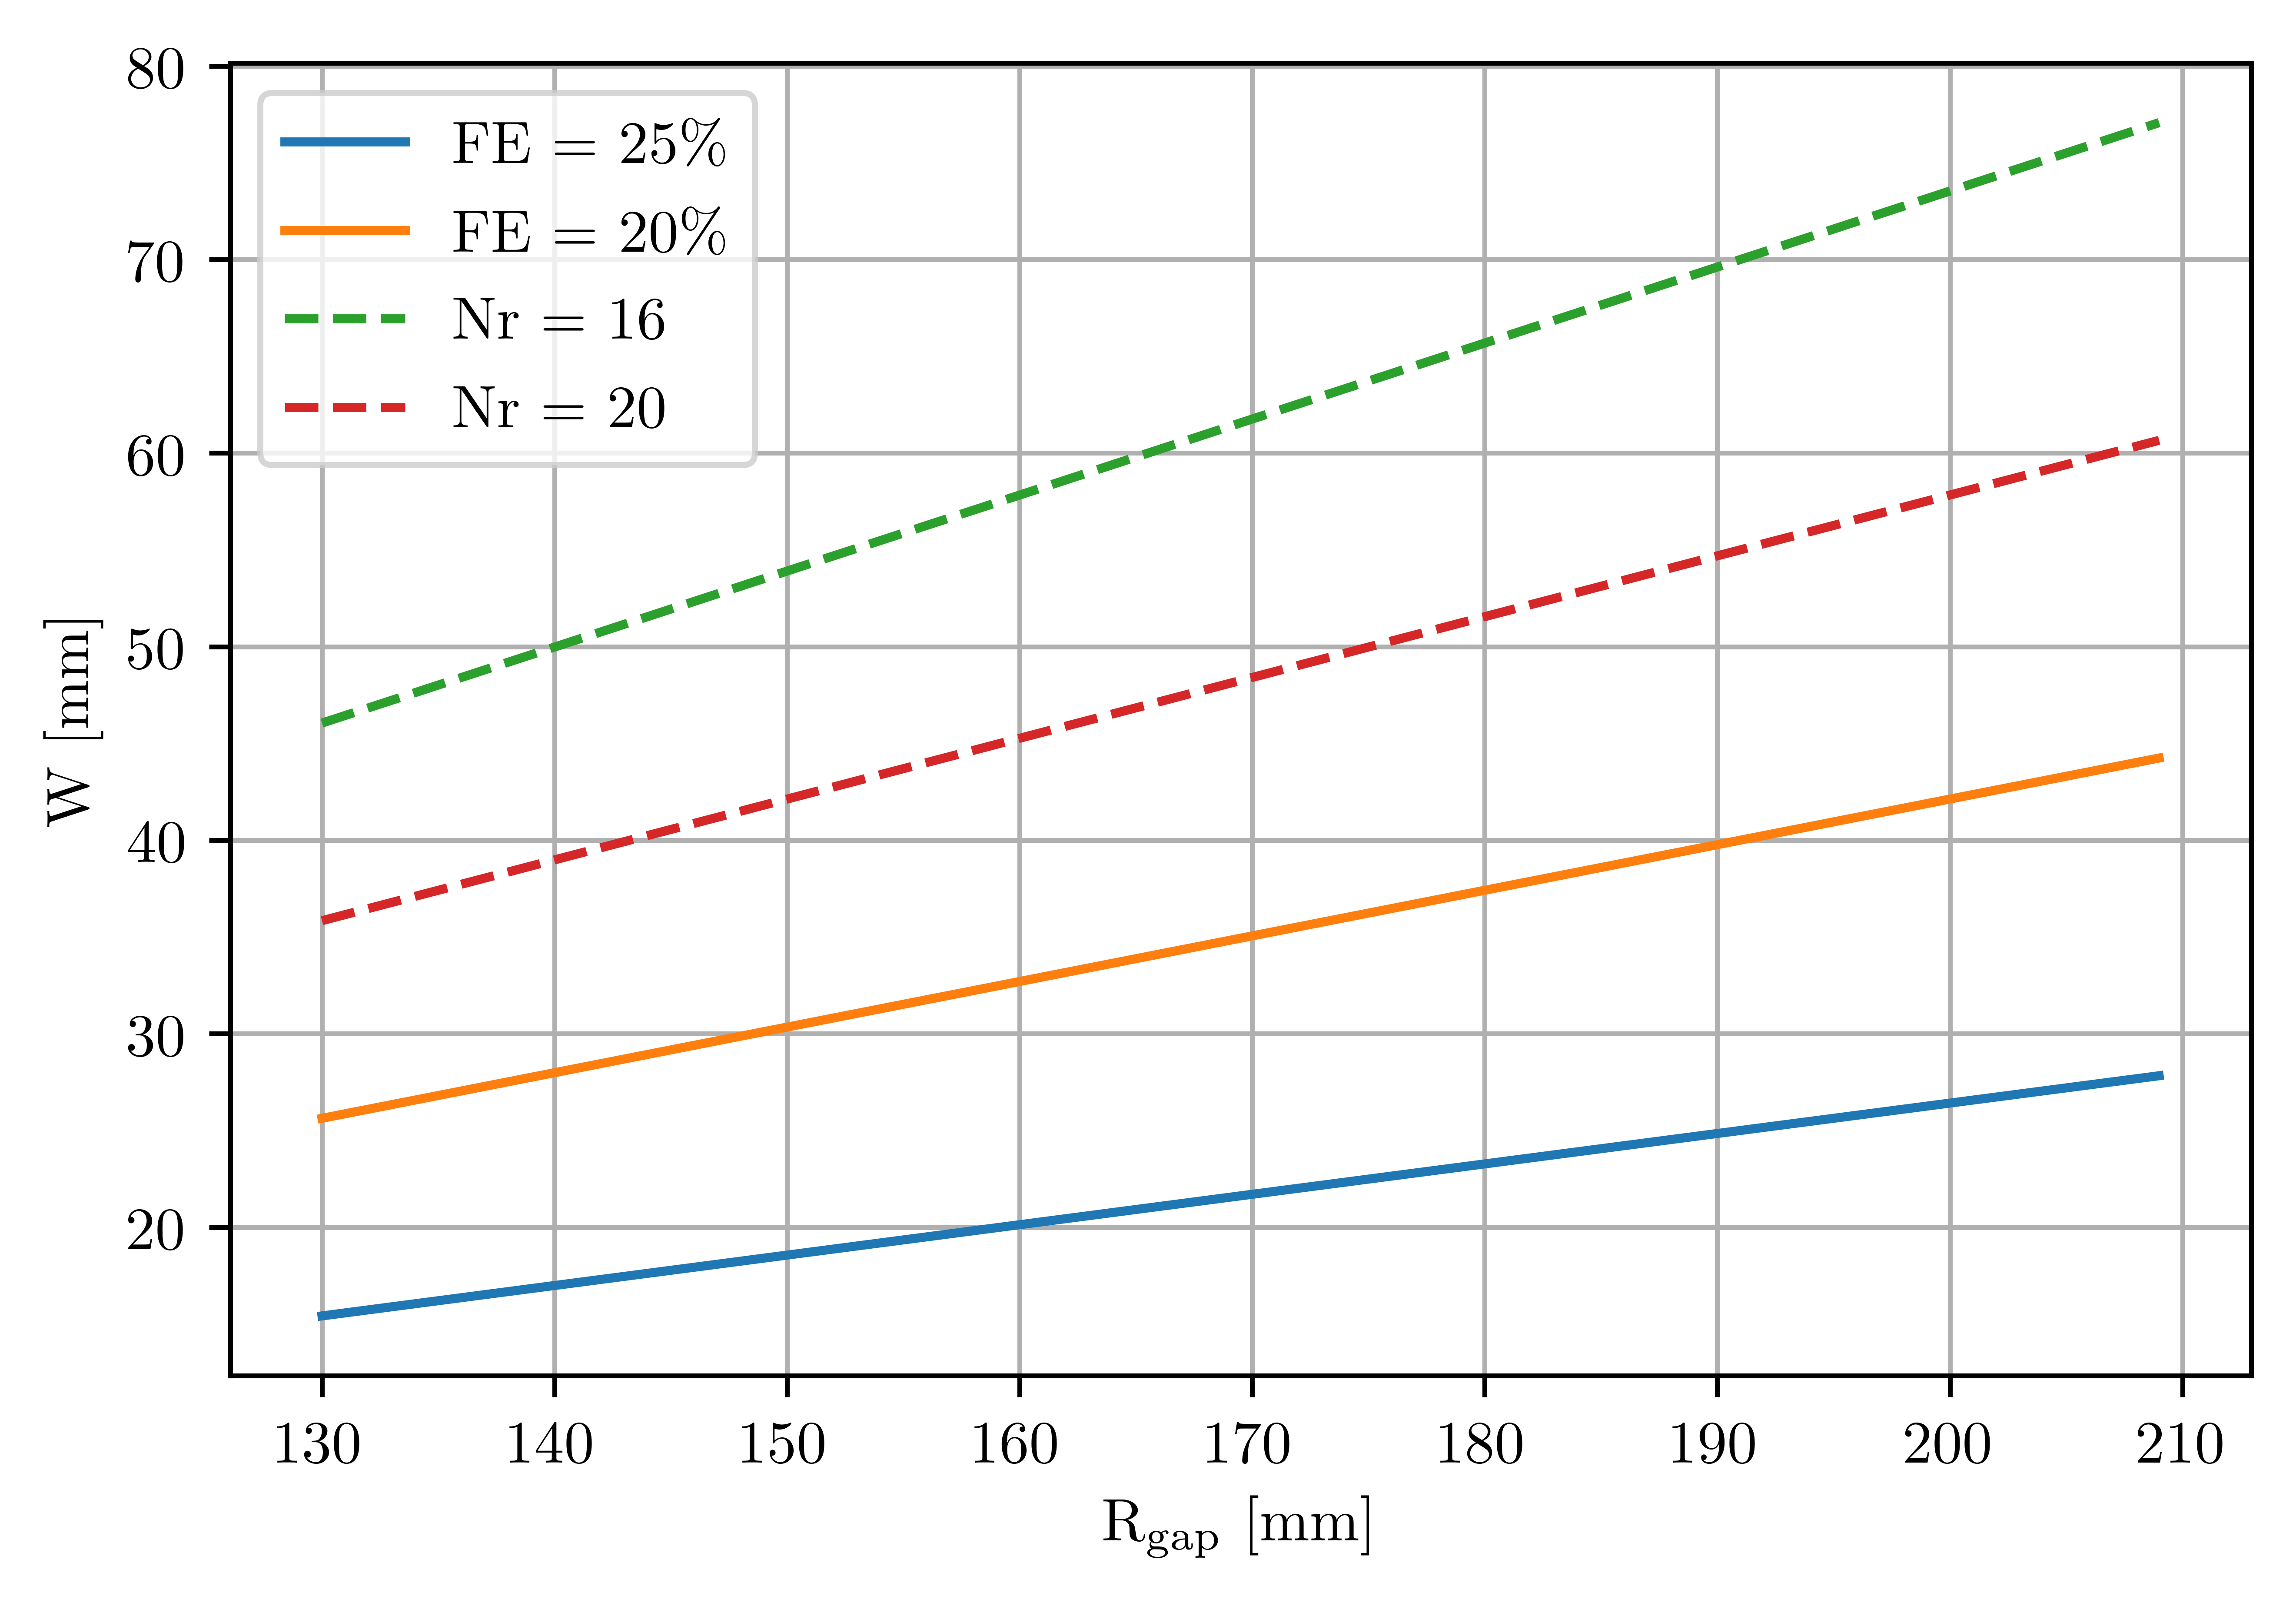 80
70
60
50
40
30
20
W [mm]
FE = 25%
FE = 20%
Nr = 16
Nr = 20
130 140 150 160 170 180 190 200 210
Rgap [mm]